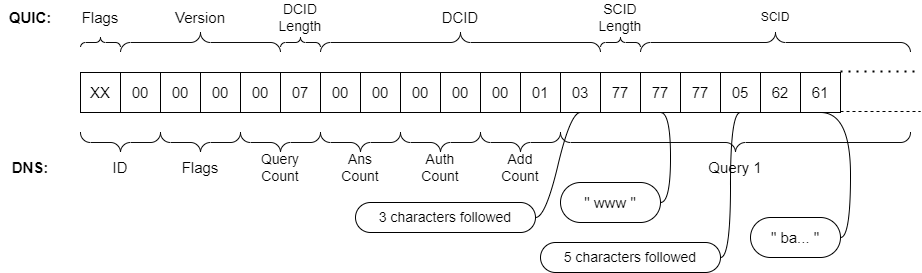 QUIC: Flags Version DCID Length DCID SCID Length SCID
XX 00 00 00 00 07 00 00 00 00 00 01 03 77 77 77 05 62 61
DNS: ID Flags Query Count Ans Count Auth Count Add Count Query 1
3 characters followed
" www "
5 characters followed
" ba... "